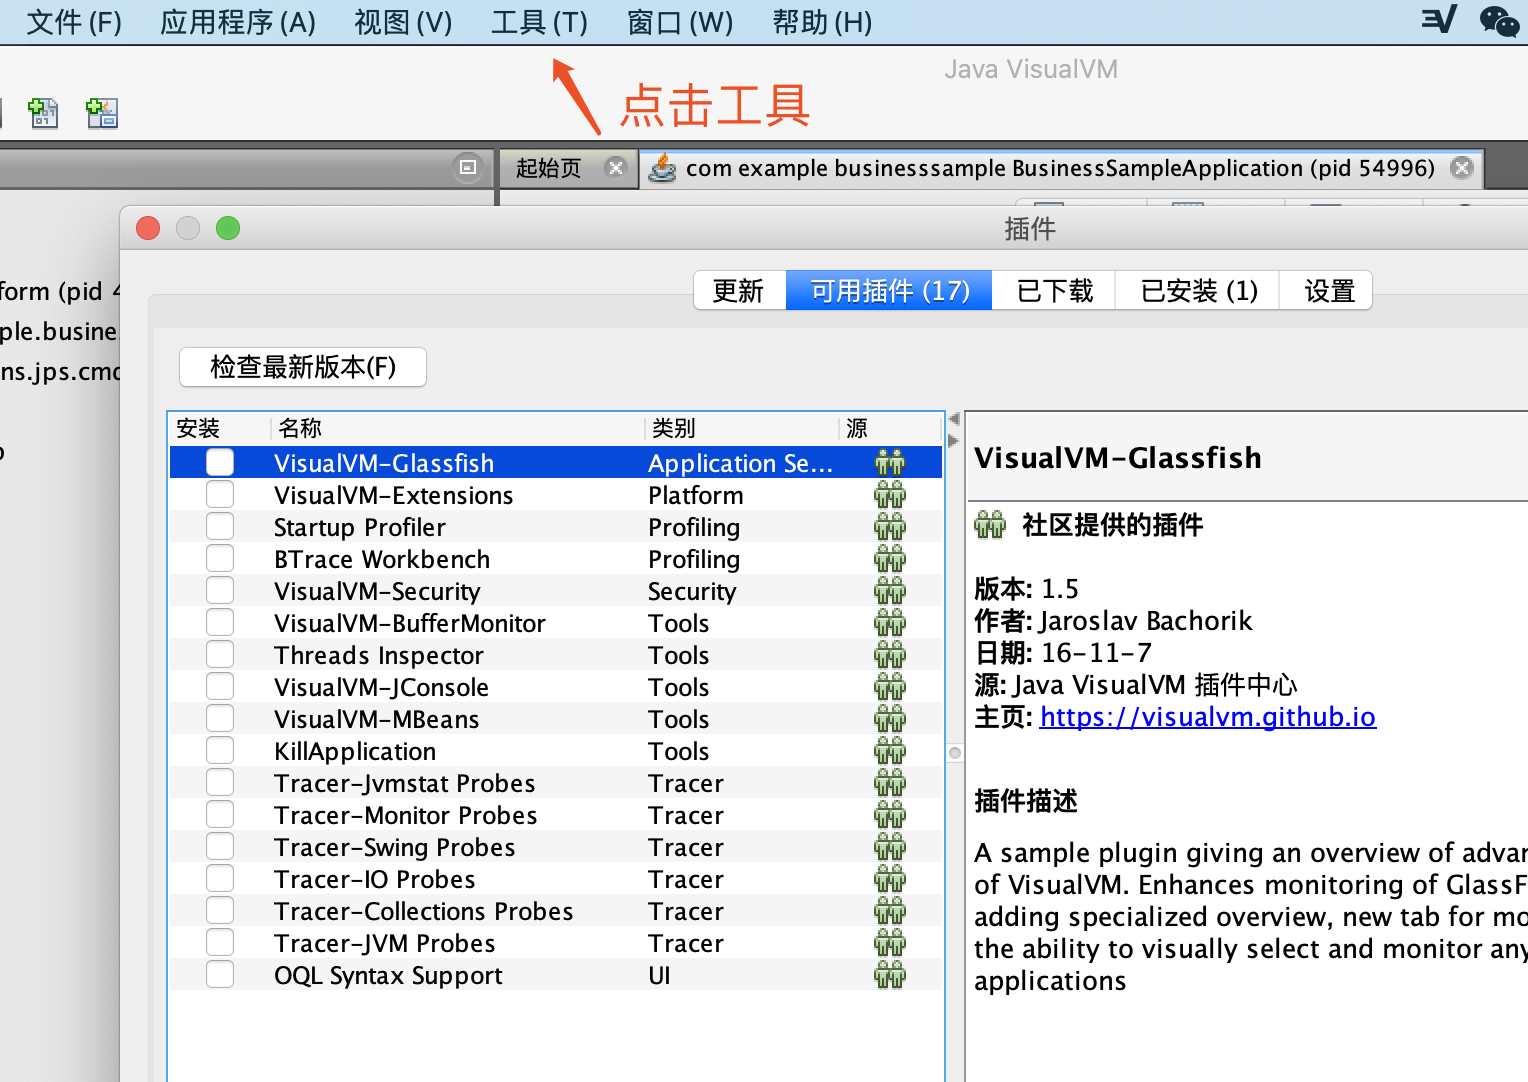 文件(F) 应用程序(A) 视图(V) 工具(T) 窗口(W) 帮助(H)
Java VisualVM
点击工具
起始页
com example businesssample BusinessSampleApplication (pid 54996)
插件
form (pid 4
ple.busine
ns.jps.cmd
更新 可用插件 (17) 已下载 已安装 (1) 设置
检查最新版本(F)
安装 名称 类别 源
VisualVM-Glassfish Application Se...
VisualVM-Extensions Platform
Startup Profiler Profiling
BTrace Workbench Profiling
VisualVM-Security Security
VisualVM-BufferMonitor Tools
Threads Inspector Tools
VisualVM-JConsole Tools
VisualVM-MBeans Tools
KillApplication Tools
Tracer-Jvmstat Probes Tracer
Tracer-Monitor Probes Tracer
Tracer-Swing Probes Tracer
Tracer-IO Probes Tracer
Tracer-Collections Probes Tracer
Tracer-JVM Probes Tracer
OQL Syntax Support UI
VisualVM-Glassfish
社区提供的插件
版本: 1.5
作者: Jaroslav Bachorik
日期: 16-11-7
源: Java VisualVM 插件中心
主页: https://visualvm.github.io
插件描述
A sample plugin giving an overview of advan
of VisualVM. Enhances monitoring of GlassF
adding specialized overview, new tab for mo
the ability to visually select and monitor any
applications